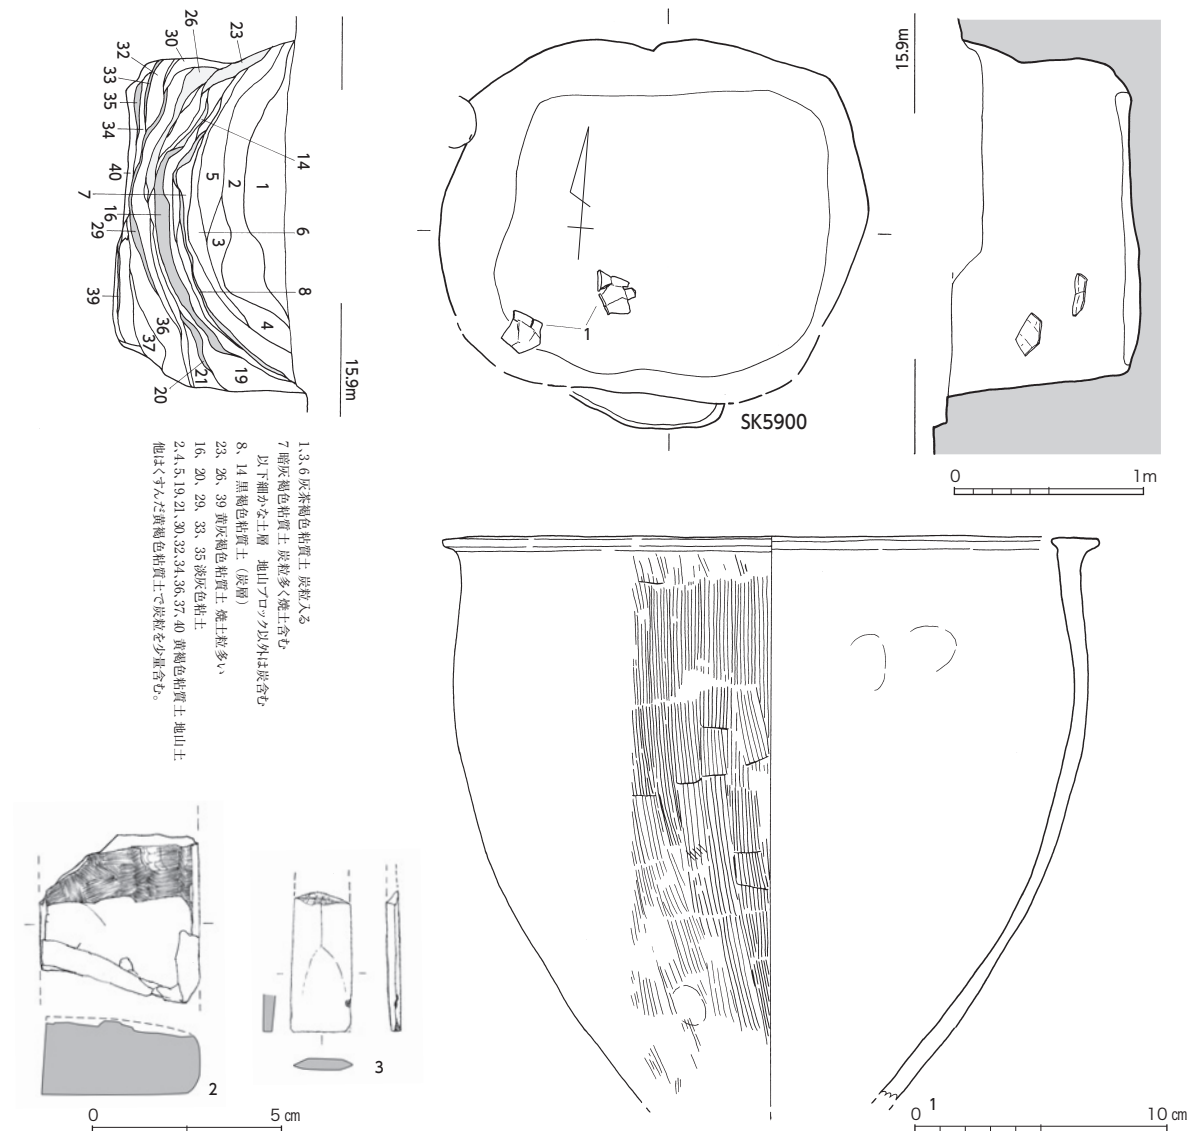 26
30
23
32
33
35
34
14
40
5
2
1
7
16
29
3
6
39
8
4
36
37
21
19
20
15.9m
15.9m
1
SK5900
0 1m
1、3、6 灰茶褐色粘質土 炭粒入る
7 暗灰褐色粘質土 炭粒多く焼土含む
以下細かな土層 地山ブロック以外は炭含む
8、14 黒褐色粘質土（炭層）
23、26、39 黄灰褐色粘質土 焼土粒多い
16、20、29、33、35 淡灰色粘土
2、4、5、19、21、30、32、34、36、37、40 黄褐色粘質土 地山土
他はくすんだ黄褐色粘質土で炭粒を少量含む。
2
3
0 5 cm
1
0 10 cm